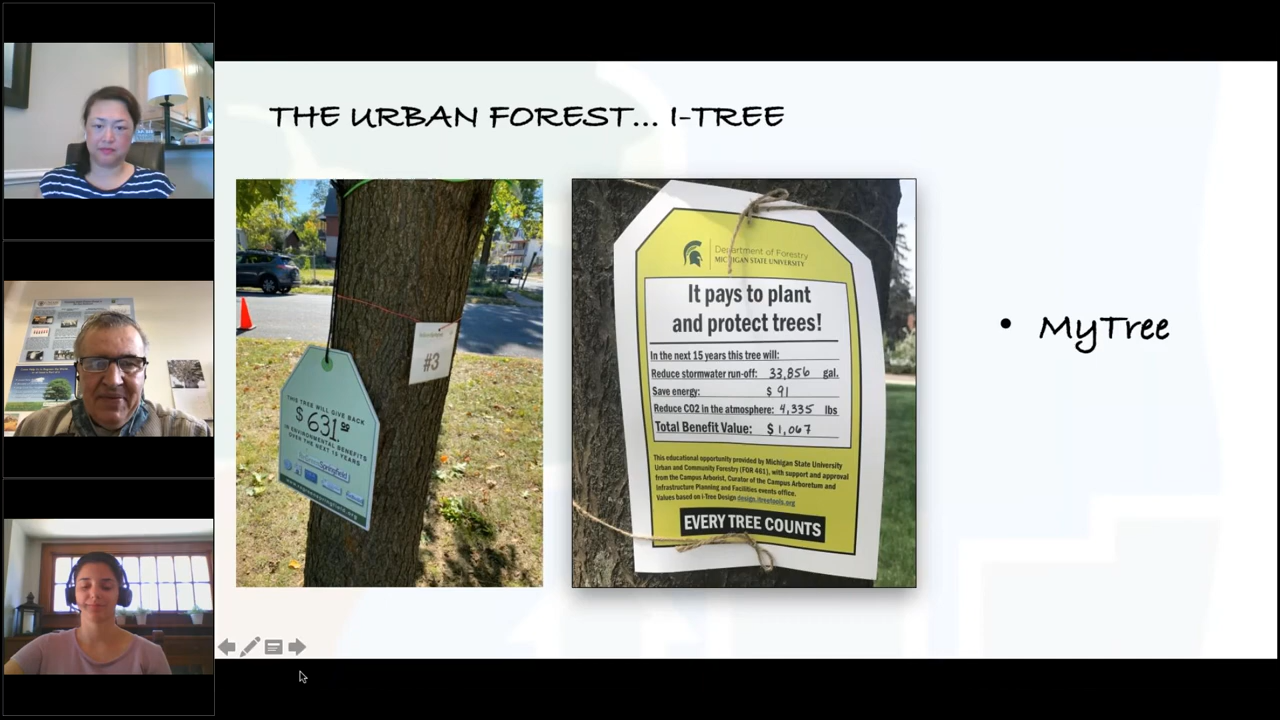 THE URBAN FOREST... I-TREE
THIS TREE WILL GIVE BACK
$631.
IN ENVIRONMENTAL BENEFITS
OVER THE NEXT 15 YEARS
#3
Department of Forestry
MICHIGAN STATE UNIVERSITY
It pays to plant
and protect trees!
In the next 15 years this tree will:
Reduce stormwater run-off: 33,856 gal.
Save energy: $ 91
Reduce CO2 in the atmosphere: 4,335 lbs
Total Benefit Value: $ 1,067
This educational opportunity provided by Michigan State University
Urban and Community Forestry (FOR 461), with support and approval
from the Campus Arborist, Curator of the Campus Arboretum and
Infrastructure Planning and Facilities events office.
Values based on i-Tree Design design.itreetools.org
EVERY TREE COUNTS
• MyTree